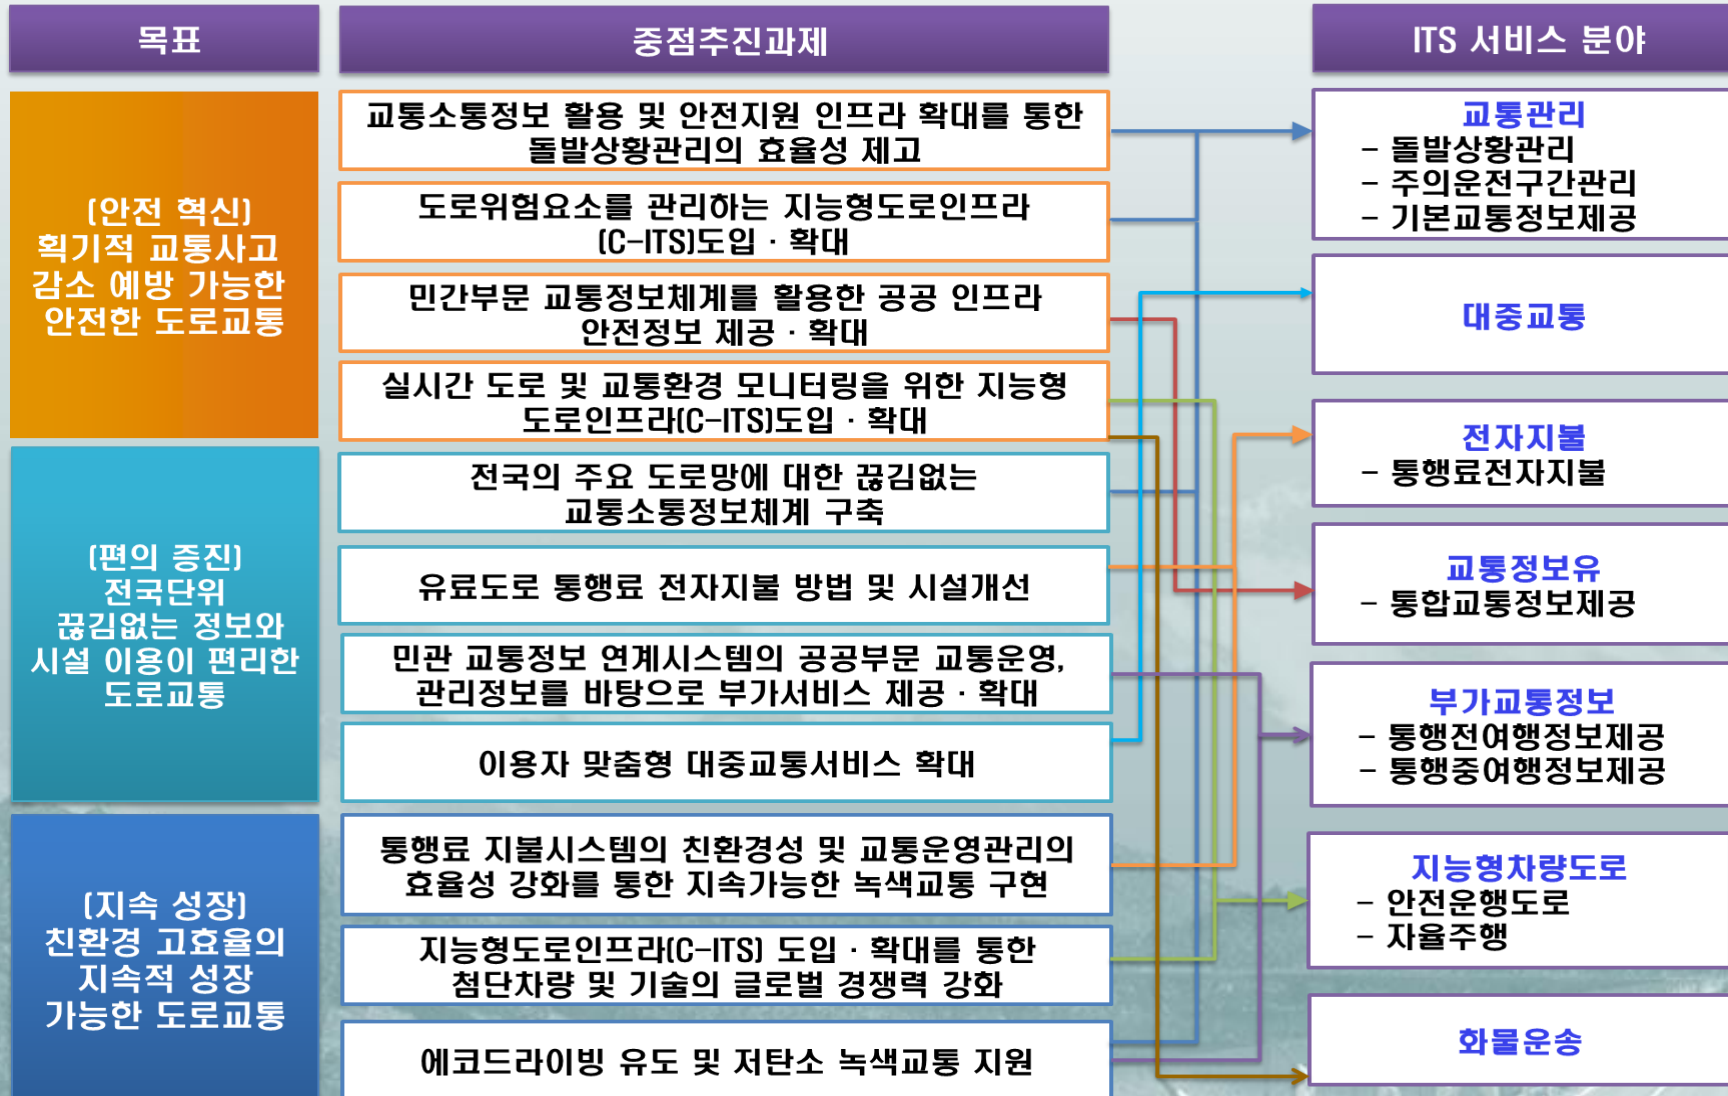 목표
중점추진과제
ITS 서비스 분야
(안전 혁신)
획기적 교통사고
감소 예방 가능한
안전한 도로교통
교통소통정보 활용 및 안전지원 인프라 확대를 통한
돌발상황관리의 효율성 제고
도로위험요소를 관리하는 지능형도로인프라
(C-ITS)도입 · 확대
민간부문 교통정보체계를 활용한 공공 인프라
안전정보 제공 · 확대
실시간 도로 및 교통환경 모니터링을 위한 지능형
도로인프라(C-ITS)도입 · 확대
(편의 증진)
전국단위
끊김없는 정보와
시설 이용이 편리한
도로교통
전국의 주요 도로망에 대한 끊김없는
교통소통정보체계 구축
유료도로 통행료 전자지불 방법 및 시설개선
민관 교통정보 연계시스템의 공공부문 교통운영,
관리정보를 바탕으로 부가서비스 제공 · 확대
이용자 맞춤형 대중교통서비스 확대
(지속 성장)
친환경 고효율의
지속적 성장
가능한 도로교통
통행료 지불시스템의 친환경성 및 교통운영관리의
효율성 강화를 통한 지속가능한 녹색교통 구현
지능형도로인프라(C-ITS) 도입 · 확대를 통한
첨단차량 및 기술의 글로벌 경쟁력 강화
에코드라이빙 유도 및 저탄소 녹색교통 지원
교통관리
- 돌발상황관리
- 주의운전구간관리
- 기본교통정보제공
대중교통
전자지불
- 통행료전자지불
교통정보유
- 통합교통정보제공
부가교통정보
- 통행전여행정보제공
- 통행중여행정보제공
지능형차량도로
- 안전운행도로
- 자율주행
화물운송